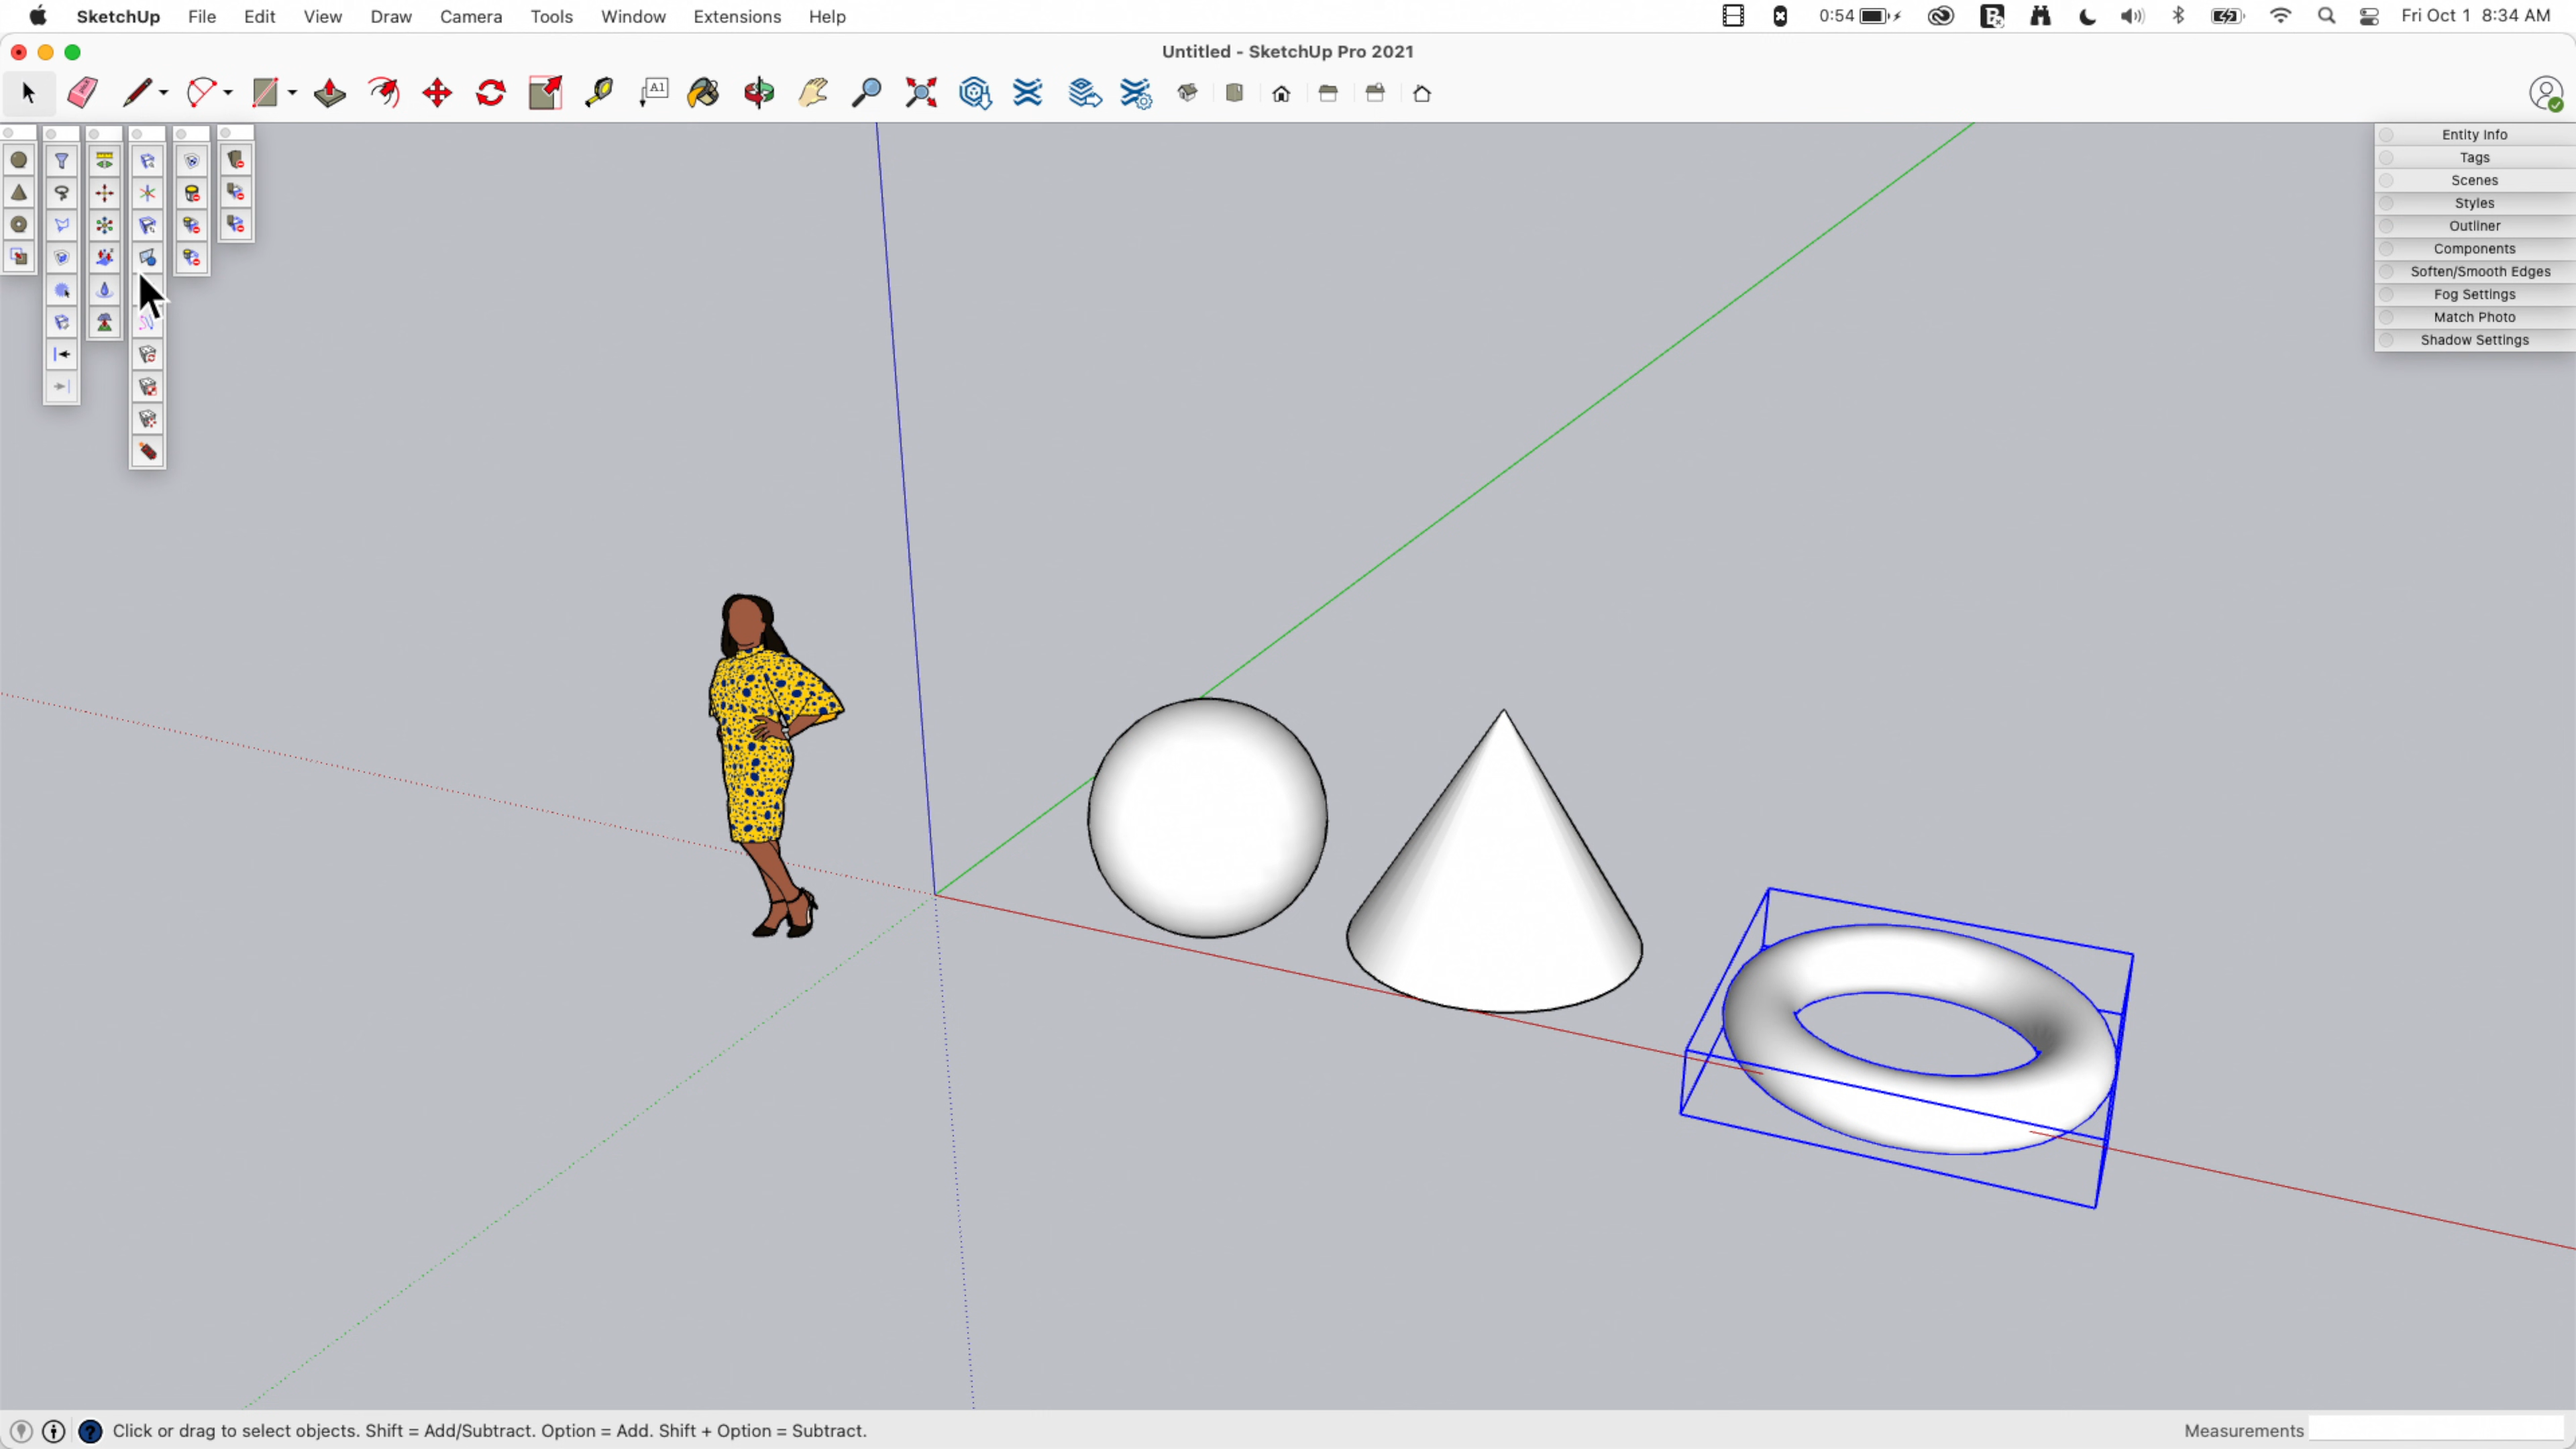 SketchUp File Edit View Draw Camera Tools Window Extensions Help 0:54 Fri Oct 1 8:34 AM
Untitled - SketchUp Pro 2021
A1
Entity Info
Tags
Scenes
Styles
Outliner
Components
Soften/Smooth Edges
Fog Settings
Match Photo
Shadow Settings
? Click or drag to select objects. Shift = Add/Subtract. Option = Add. Shift + Option = Subtract. Measurements